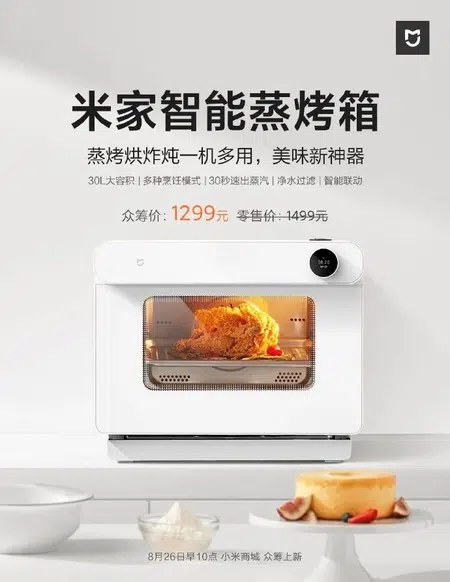 米家智能蒸烤箱
蒸烤烘炸炖一机多用，美味新神器
30L大容积 | 多种烹饪模式 | 30秒速出蒸汽 | 净水过滤 | 智能联动
众筹价：1299元 零售价：1499元
8月26日早10点 小米商城 众筹上新